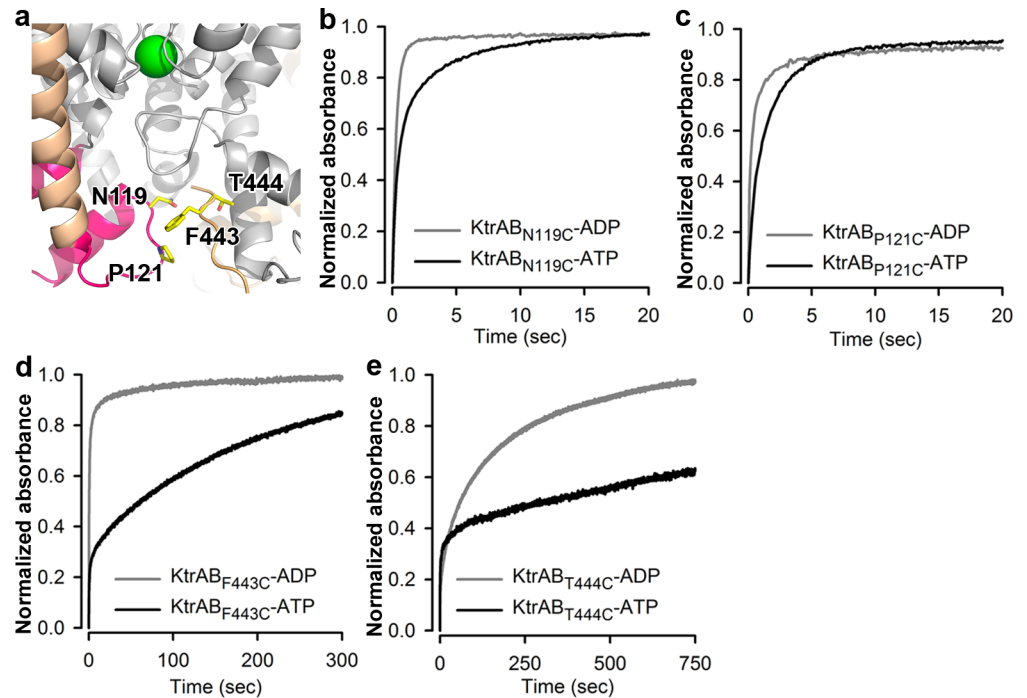 a
N119
T444
F443
P121
b
Normalized absorbance
1.0
0.8
0.6
0.4
0.2
0.0
KtrAB_N119C-ADP
KtrAB_N119C-ATP
0 5 10 15 20
Time (sec)
c
Normalized absorbance
1.0
0.8
0.6
0.4
0.2
0.0
KtrAB_P121C-ADP
KtrAB_P121C-ATP
0 5 10 15 20
Time (sec)
d
Normalized absorbance
1.0
0.8
0.6
0.4
0.2
0.0
KtrAB_F443C-ADP
KtrAB_F443C-ATP
0 100 200 300
Time (sec)
e
Normalized absorbance
1.0
0.8
0.6
0.4
0.2
0.0
KtrAB_T444C-ADP
KtrAB_T444C-ATP
0 250 500 750
Time (sec)